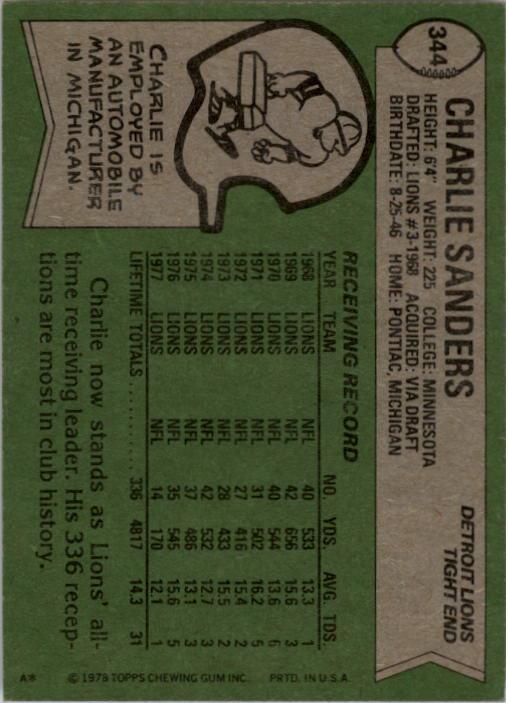 344
CHARLIE SANDERS
DETROIT LIONS
TIGHT END
HEIGHT: 6'4" WEIGHT: 225 COLLEGE: MINNESOTA
DRAFTED: LIONS #3-1968 ACQUIRED: VIA DRAFT
BIRTHDATE: 8-25-46 HOME: PONTIAC, MICHIGAN
CHARLIE IS
EMPLOYED BY
AN AUTOMOBILE
MANUFACTURER
IN MICHIGAN.
RECEIVING RECORD
YEAR TEAM NO. YDS. AVG. TDS.
1968 LIONS NFL 40 533 13.3 1
1969 LIONS NFL 42 656 15.6 3
1970 LIONS NFL 40 544 13.6 6
1971 LIONS NFL 31 502 16.2 5
1972 LIONS NFL 27 416 15.4 2
1973 LIONS NFL 28 433 15.5 2
1974 LIONS NFL 42 532 12.7 3
1975 LIONS NFL 37 486 13.1 3
1976 LIONS NFL 35 545 15.6 5
1977 LIONS NFL 14 170 12.1 1
LIFETIME TOTALS .......... 336 4817 14.3 31
Charlie now stands as Lions' all-
time receiving leader. His 336 recep-
tions are most in club history.
© 1978 TOPPS CHEWING GUM INC. PRTD. IN U.S.A.